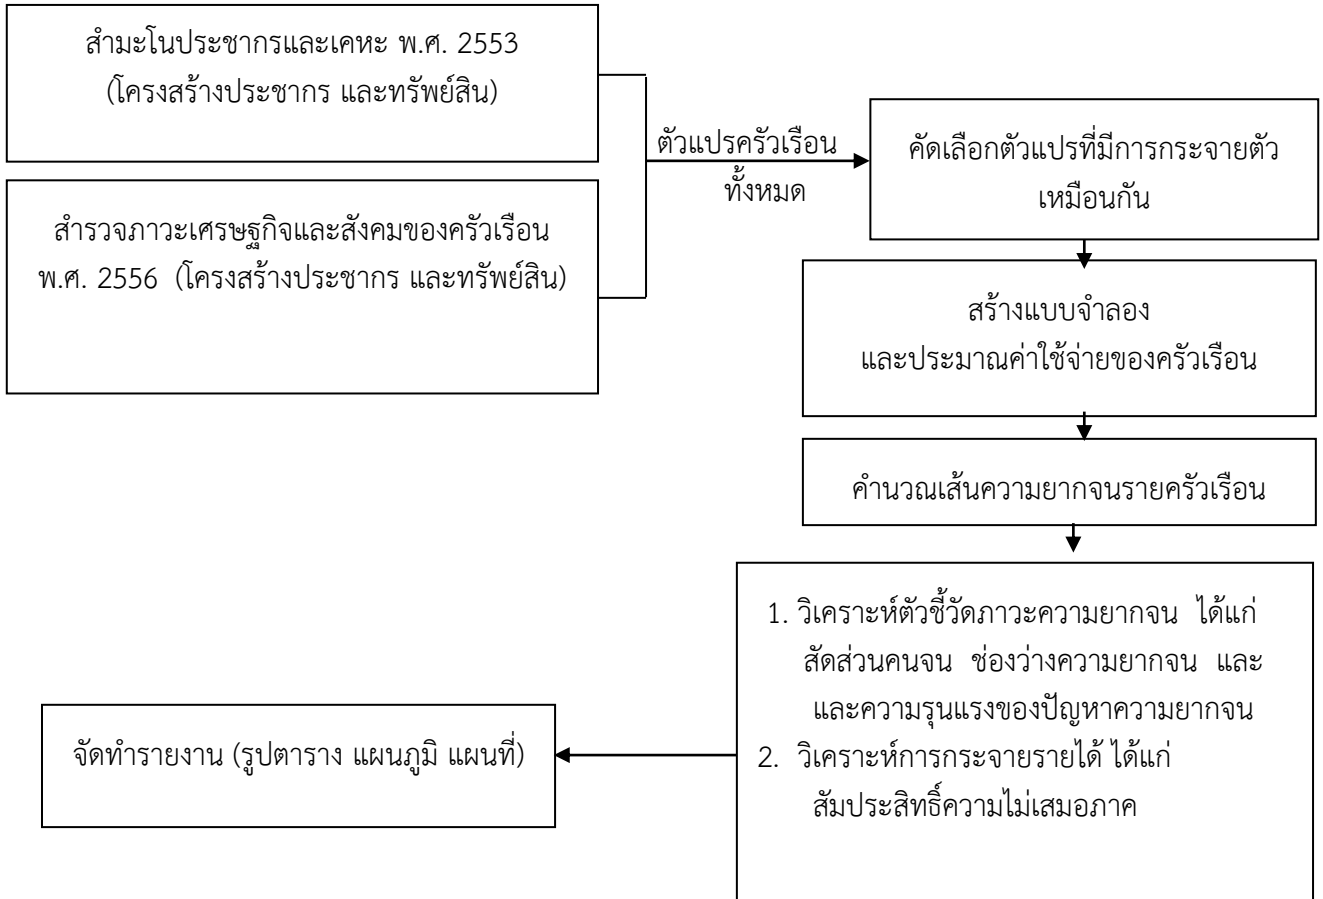 สำมะโนประชากรและเคหะ พ.ศ. 2553
(โครงสร้างประชากร และทรัพย์สิน)
สำรวจภาวะเศรษฐกิจและสังคมของครัวเรือน
พ.ศ. 2556 (โครงสร้างประชากร และทรัพย์สิน)
ตัวแปรครัวเรือน
ทั้งหมด
คัดเลือกตัวแปรที่มีการกระจายตัว
เหมือนกัน
สร้างแบบจำลอง
และประมาณค่าใช้จ่ายของครัวเรือน
คำนวณเส้นความยากจนรายครัวเรือน
1. วิเคราะห์ตัวชี้วัดภาวะความยากจน ได้แก่
สัดส่วนคนจน ช่องว่างความยากจน และ
และความรุนแรงของปัญหาความยากจน
2. วิเคราะห์การกระจายรายได้ ได้แก่
สัมประสิทธิ์ความไม่เสมอภาค
จัดทำรายงาน (รูปตาราง แผนภูมิ แผนที่)